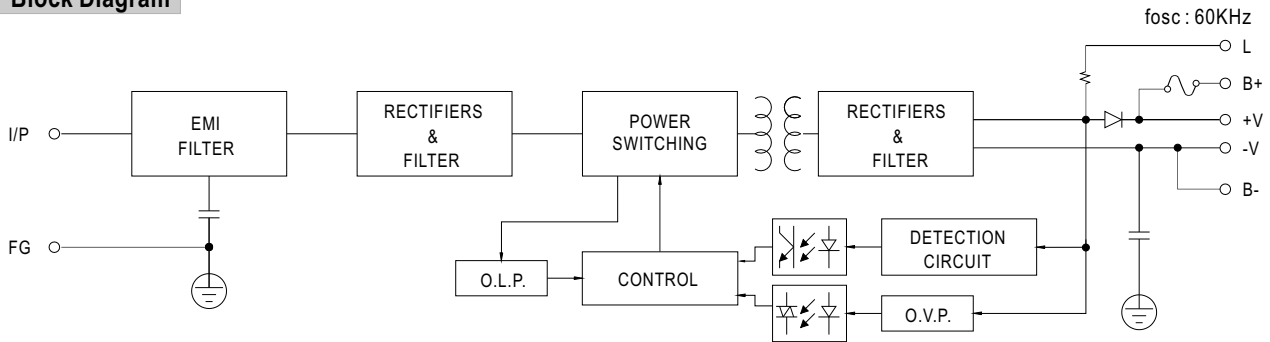 Block Diagram
fosc : 60KHz
L
B+
+V
-V
B-
I/P
EMI
FILTER
RECTIFIERS
&
FILTER
POWER
SWITCHING
RECTIFIERS
&
FILTER
FG
O.L.P.
CONTROL
DETECTION
CIRCUIT
O.V.P.